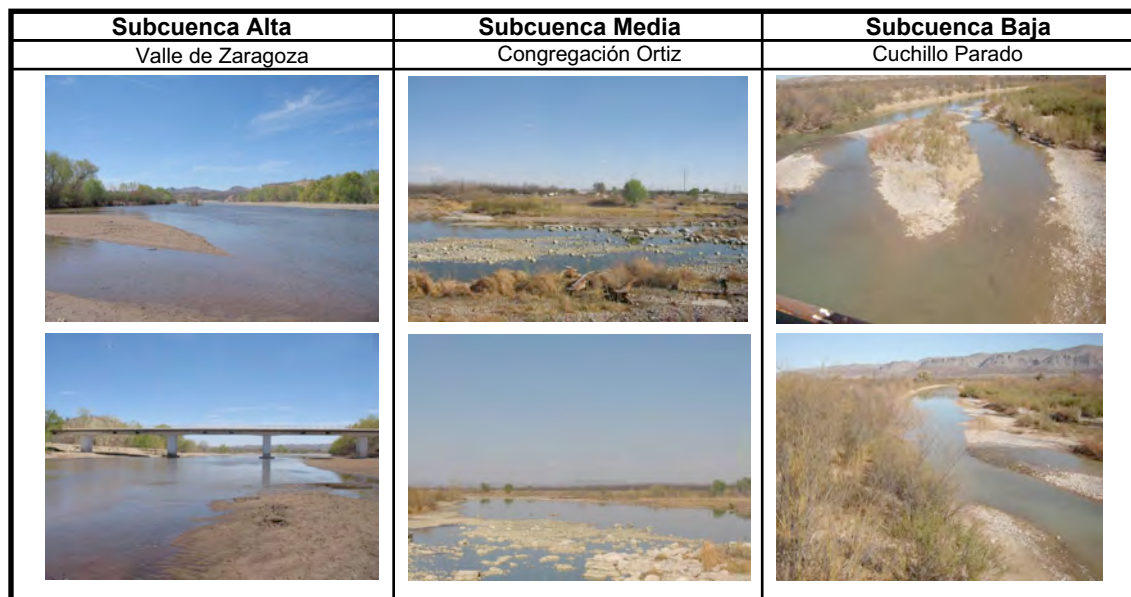 Subcuenca Alta Subcuenca Media Subcuenca Baja
Valle de Zaragoza Congregación Ortiz Cuchillo Parado